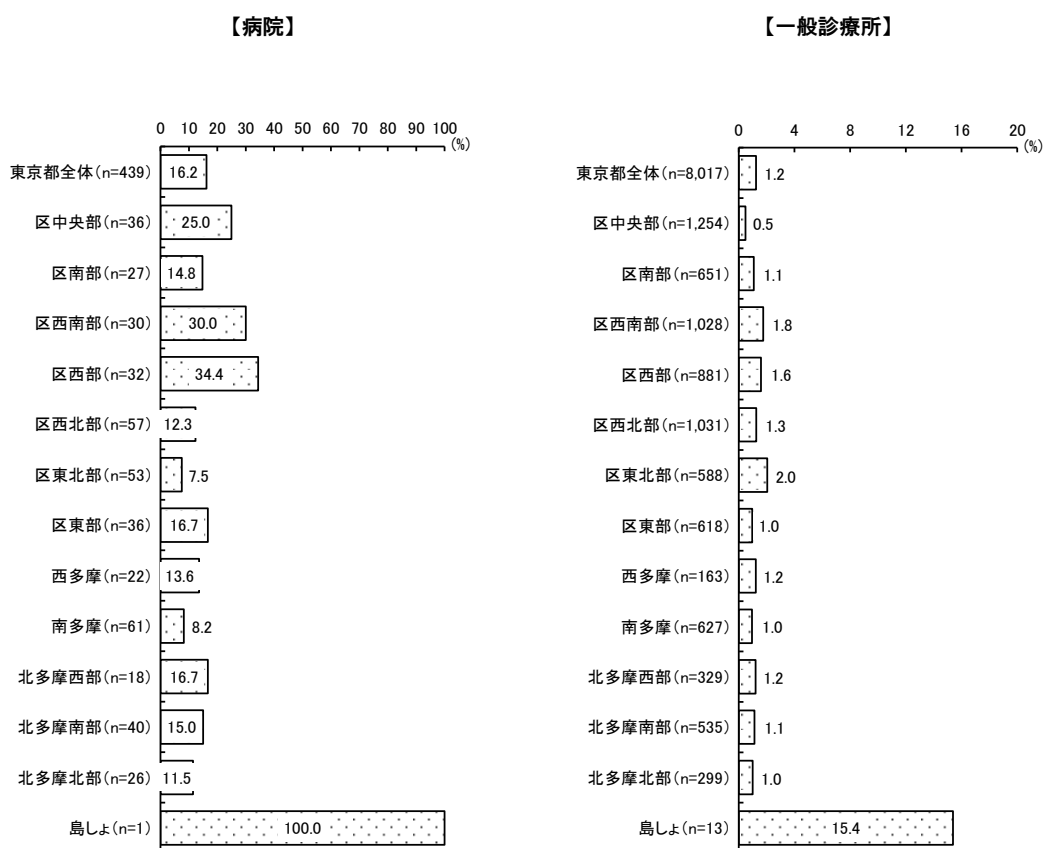 【病院】
0 10 20 30 40 50 60 70 80 90 100
(%)
東京都全体(n=439) 16.2
区中央部(n=36) 25.0
区南部(n=27) 14.8
区西南部(n=30) 30.0
区西部(n=32) 34.4
区西北部(n=57) 12.3
区東北部(n=53) 7.5
区東部(n=36) 16.7
西多摩(n=22) 13.6
南多摩(n=61) 8.2
北多摩西部(n=18) 16.7
北多摩南部(n=40) 15.0
北多摩北部(n=26) 11.5
島しょ(n=1) 100.0
【一般診療所】
0 4 8 12 16 20
(%)
東京都全体(n=8,017) 1.2
区中央部(n=1,254) 0.5
区南部(n=651) 1.1
区西南部(n=1,028) 1.8
区西部(n=881) 1.6
区西北部(n=1,031) 1.3
区東北部(n=588) 2.0
区東部(n=618) 1.0
西多摩(n=163) 1.2
南多摩(n=627) 1.0
北多摩西部(n=329) 1.2
北多摩南部(n=535) 1.1
北多摩北部(n=299) 1.0
島しょ(n=13) 15.4